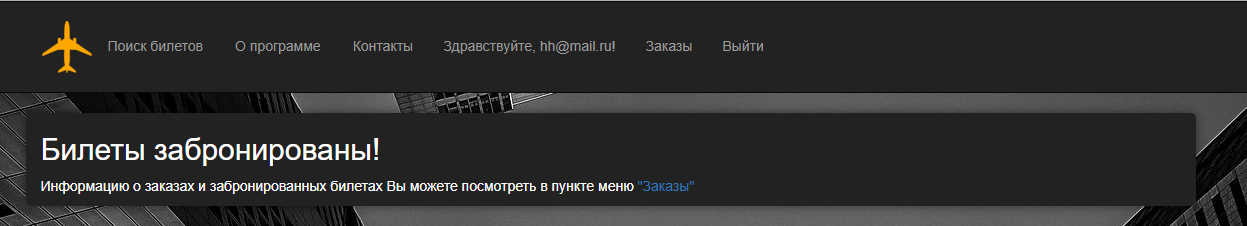 Поиск билетов О программе Контакты Здравствуйте, hh@mail.ru! Заказы Выйти
Билеты забронированы!
Информацию о заказах и забронированных билетах Вы можете посмотреть в пункте меню "Заказы"